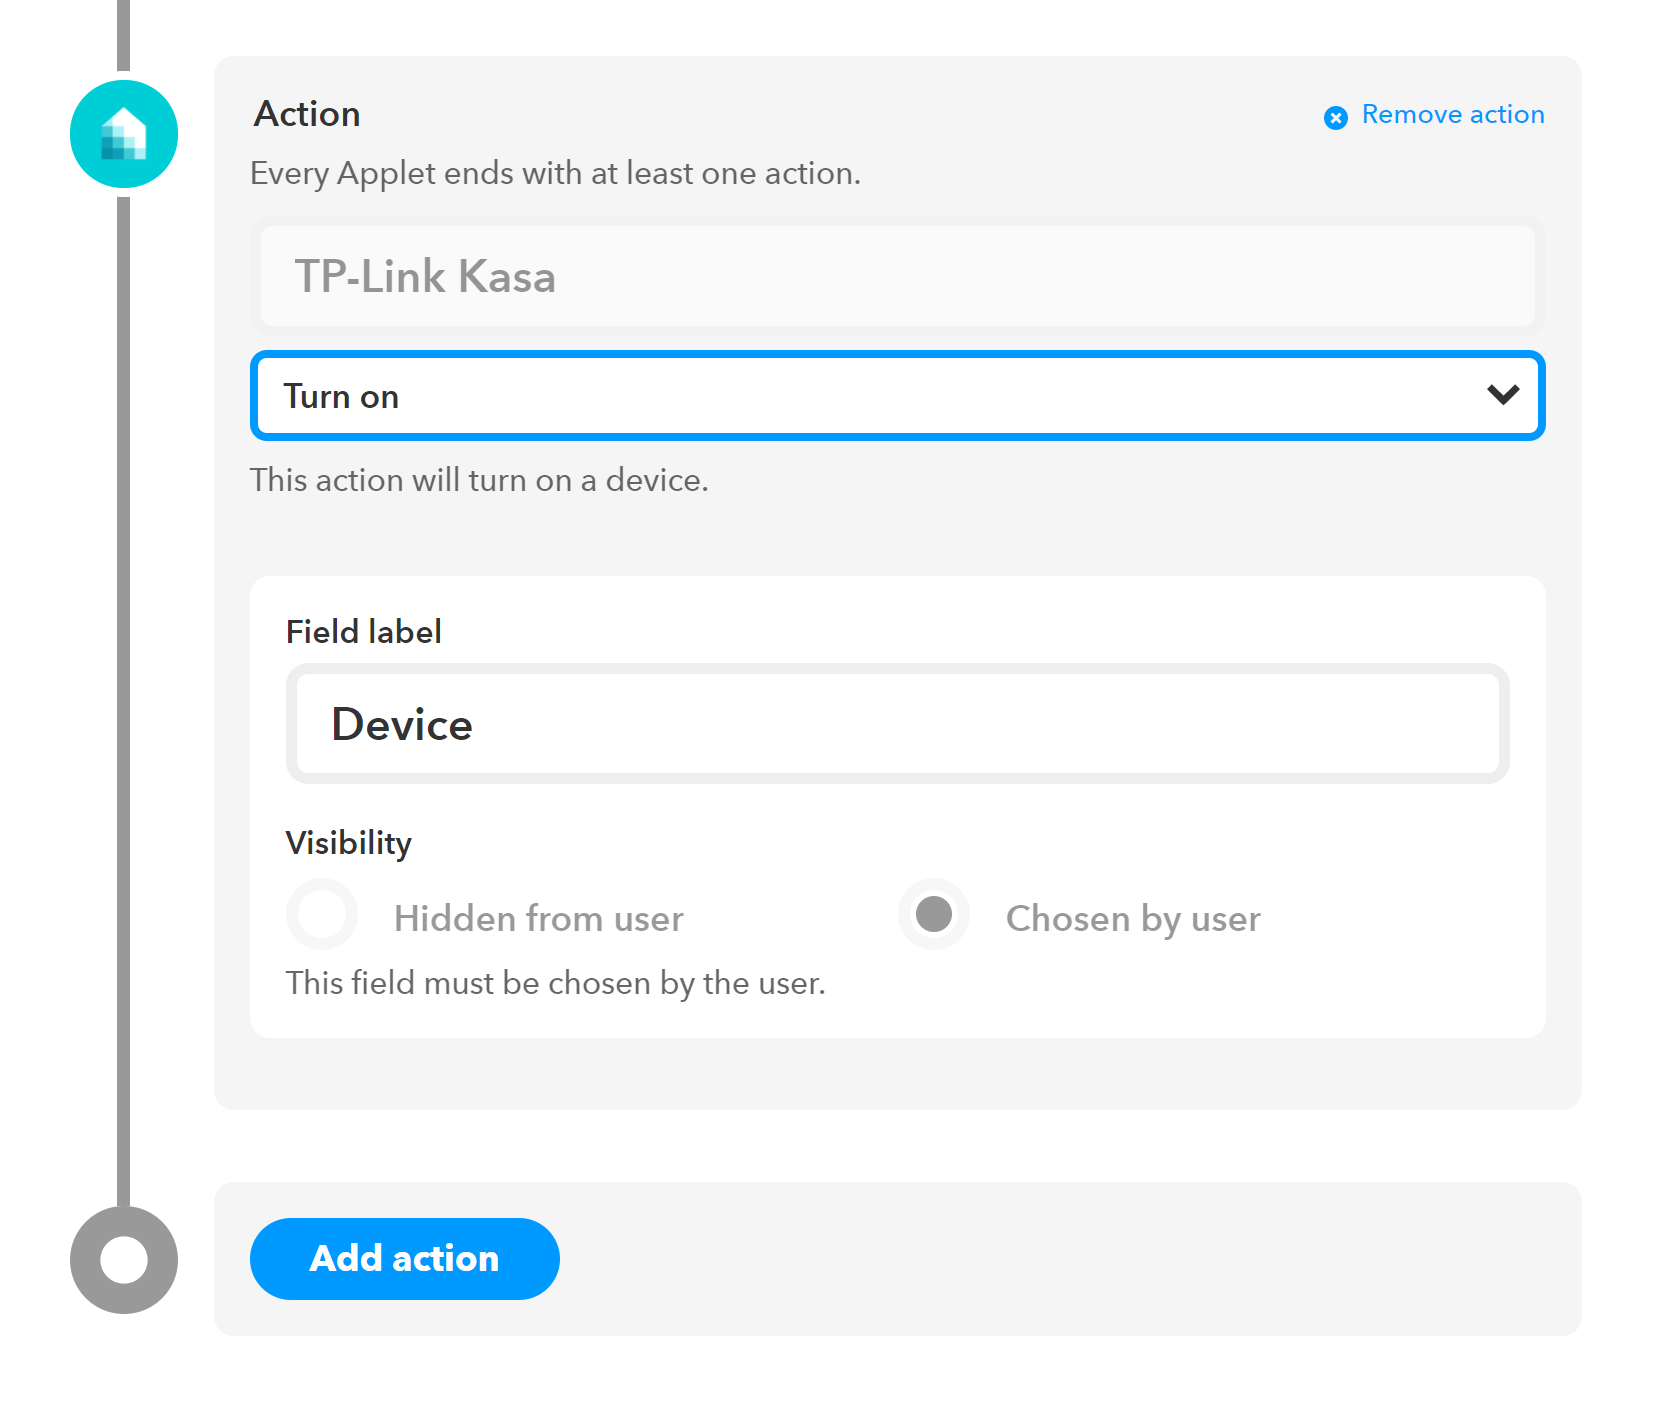 Action
Remove action
Every Applet ends with at least one action.
TP-Link Kasa
Turn on
This action will turn on a device.
Field label
Device
Visibility
Hidden from user
Chosen by user
This field must be chosen by the user.
Add action